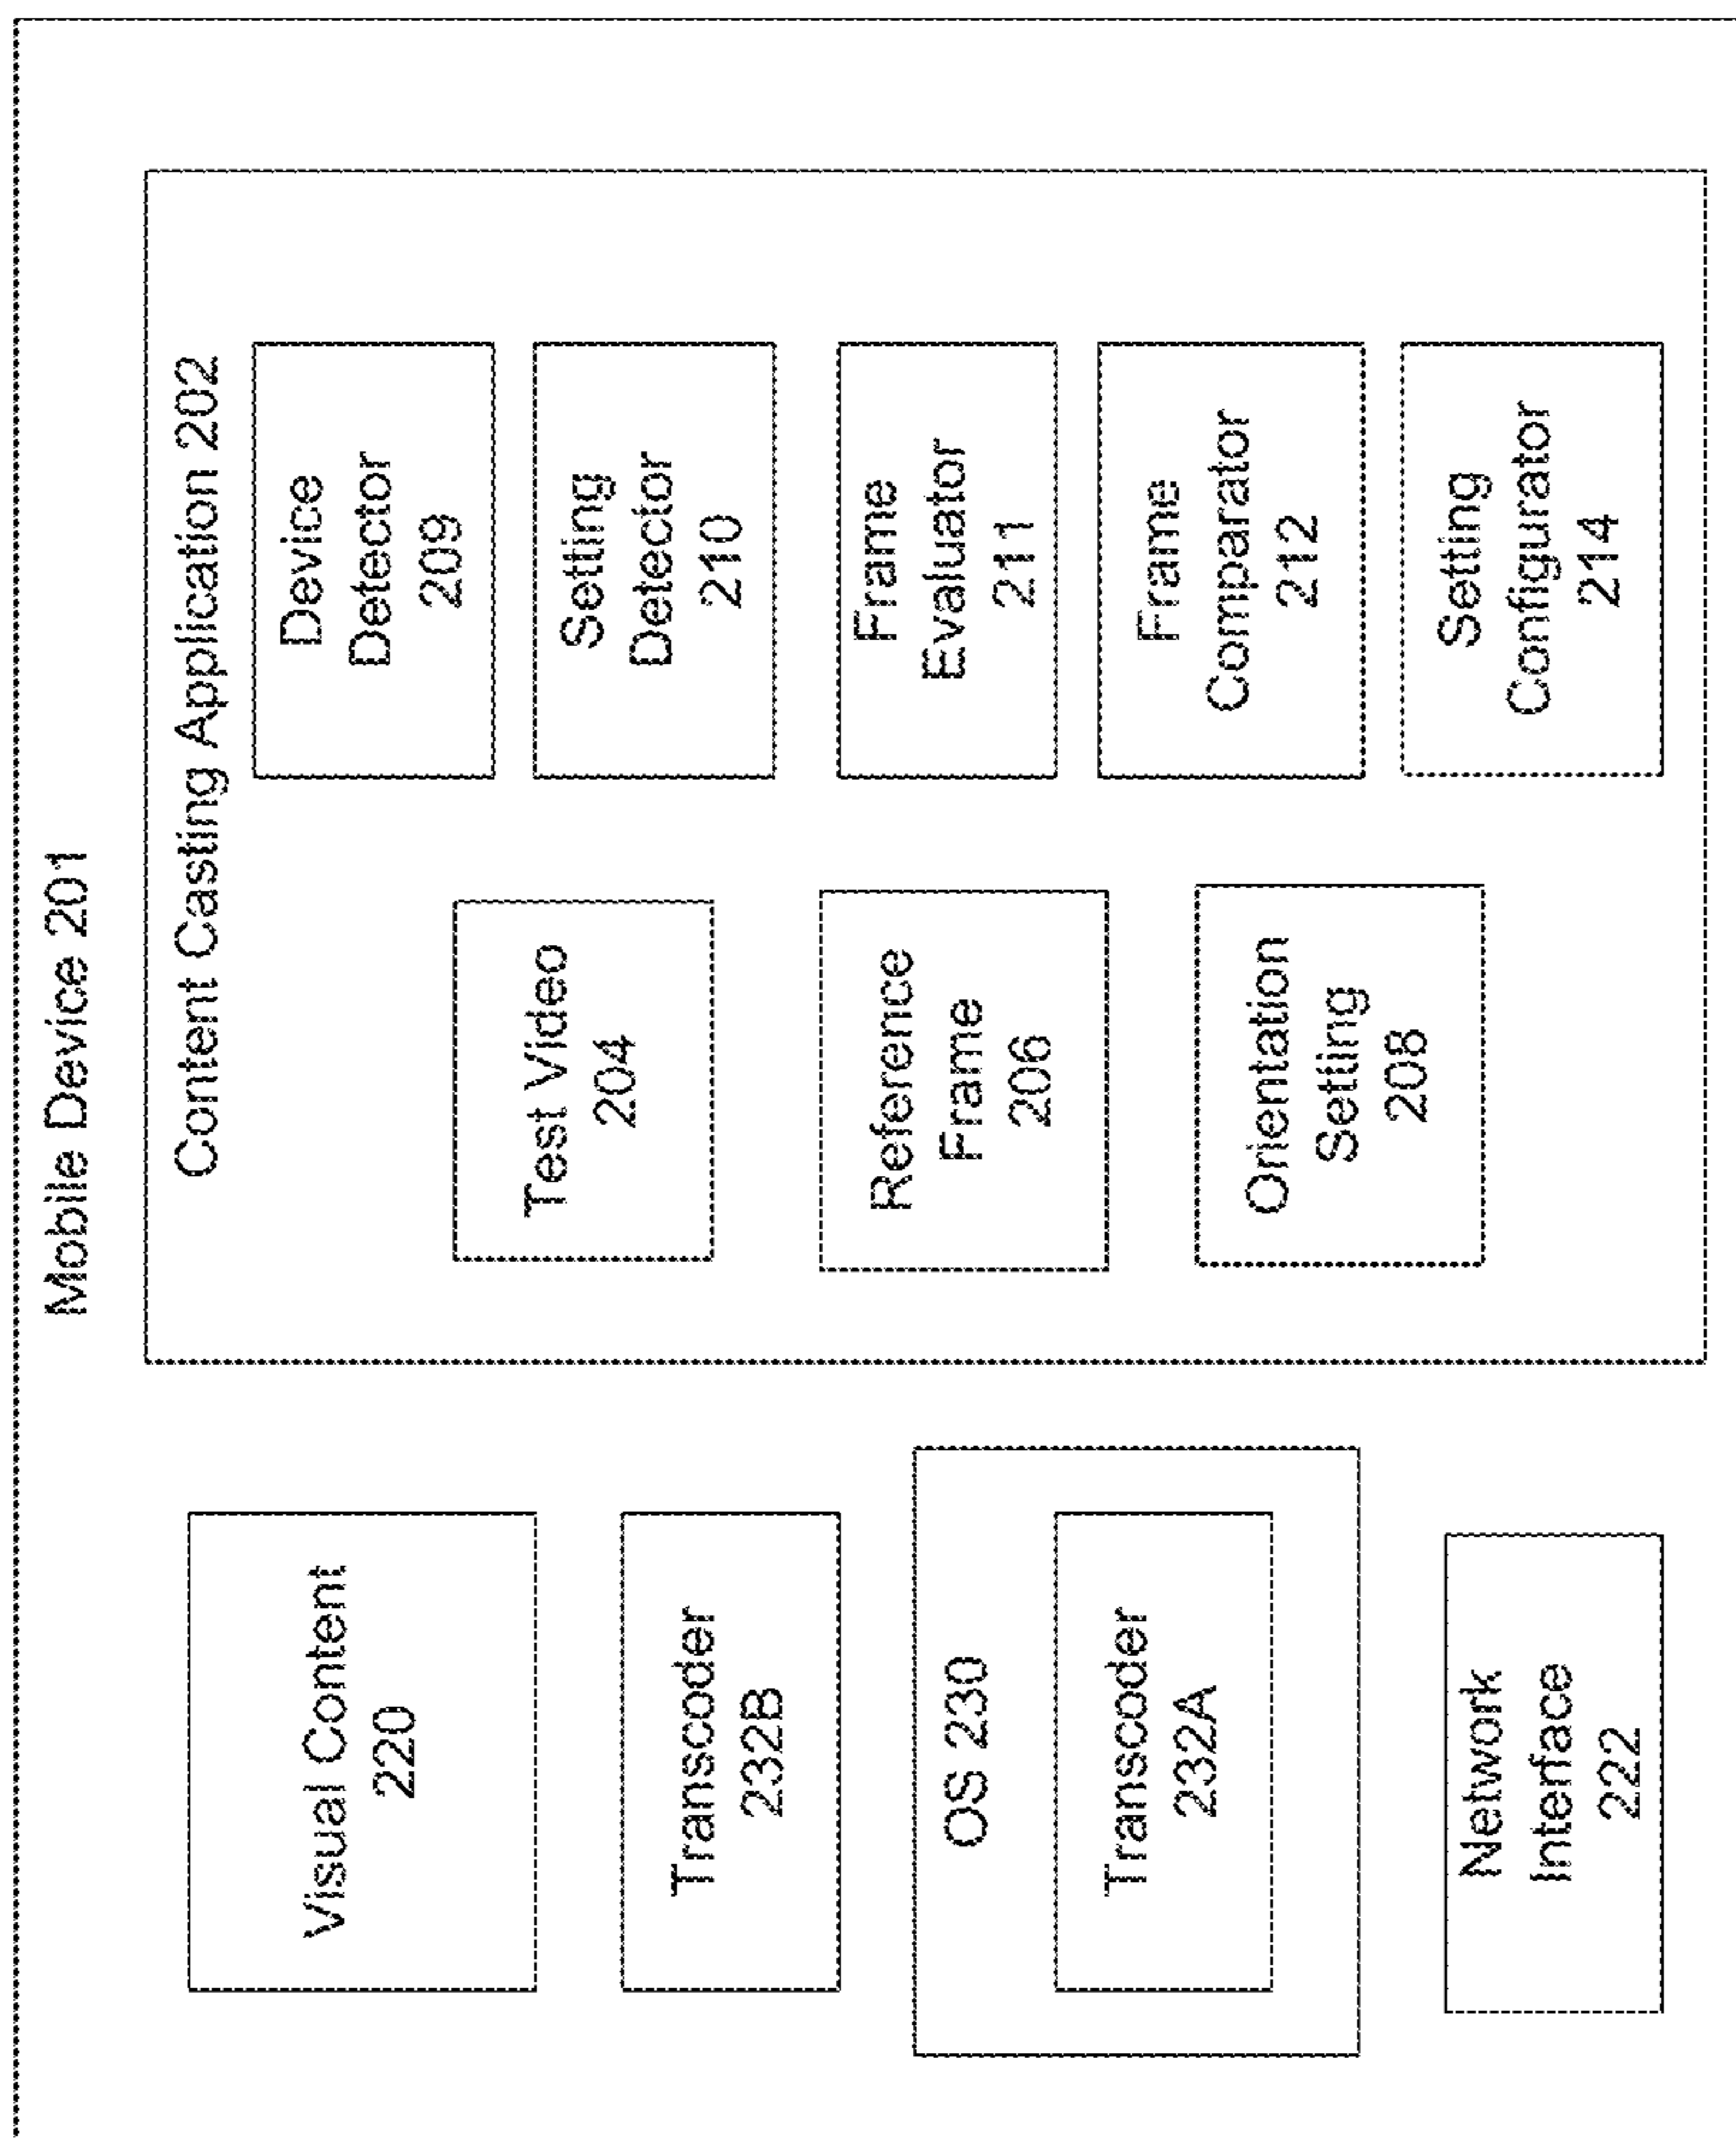 Mobile Device 201
Visual Content
220
Transcoder
232B
OS 230
Transcoder
232A
Network
Interface
222
Content Casting Application 202
Test Video
204
Reference
Frame
206
Orientation
Setting
208
Device
Detector
209
Setting
Detector
210
Frame
Evaluator
211
Frame
Comparator
212
Setting
Configurator
214